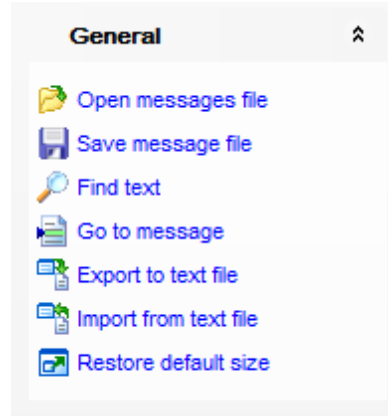 General
Open messages file
Save message file
Find text
Go to message
Export to text file
Import from text file
Restore default size